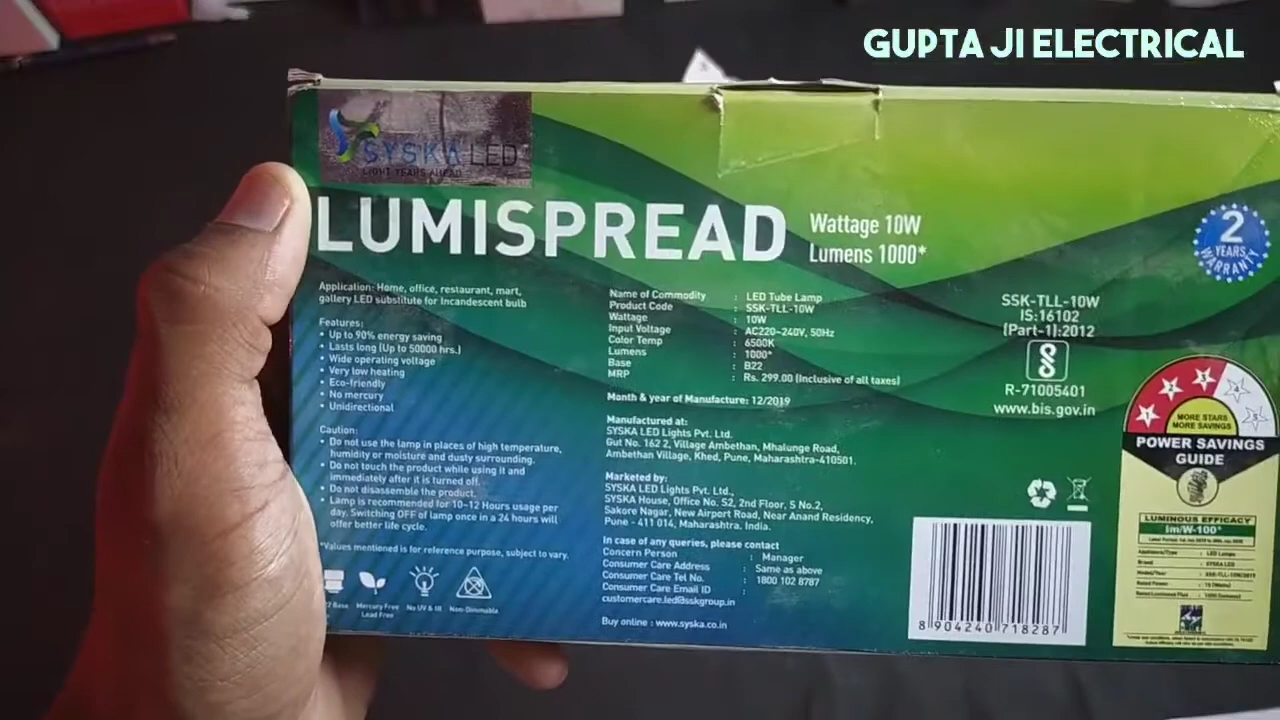 GUPTA JI ELECTRICAL
SYSKA LED
LIGHT YEARS AHEAD
LUMISPREAD
Wattage 10W
Lumens 1000*
2
YEARS
WARRANTY
Application: Home, office, restaurant, mart,
gallery LED substitute for Incandescent bulb
Features:
• Up to 90% energy saving
• Lasts long (Up to 50000 hrs.)
• Wide operating voltage
• Very low heating
• Eco-friendly
• No mercury
• Unidirectional
Caution:
• Do not use the lamp in places of high temperature,
humidity or moisture and dusty surrounding.
• Do not touch the product while using it and
immediately after it is turned off.
• Do not disassemble the product.
• Lamp is recommended for 10-12 Hours usage per
day, Switching OFF of lamp once in a 24 hours will
offer better life cycle.
*Values mentioned is for reference purpose, subject to vary.
Base
Mercury Free
Lead Free
No UV & IR
Non-Dimmable
Name of Commodity : LED Tube Lamp
Product Code : SSK-TLL-10W
Wattage : 10W
Input Voltage : AC220-240V, 50Hz
Color Temp : 6500K
Lumens : 1000*
Base : B22
MRP : Rs. 299.00 (Inclusive of all taxes)
Month & year of Manufacture: 12/2019
Manufactured at:
SYSKA LED Lights Pvt. Ltd.
Gut No. 162 2, Village Ambethan, Mhalunge Road,
Ambethan Village, Khed, Pune, Maharashtra-410501.
Marketed by:
SYSKA LED Lights Pvt. Ltd.,
SYSKA House, Office No. S2, 2nd Floor, S No.2,
Sakore Nagar, New Airport Road, Near Anand Residency,
Pune - 411 014, Maharashtra. India.
In case of any queries, please contact
Concern Person : Manager
Consumer Care Address : Same as above
Consumer Care Tel No. : 1800 102 8787
Consumer Care Email ID :
customercare.led@sskgroup.in
Buy online : www.syska.co.in
SSK-TLL-10W
IS:16102
(Part-1):2012
R-71005401
www.bis.gov.in
8 904240 718287
MORE STARS
MORE SAVINGS
POWER SAVINGS
GUIDE
LUMINOUS EFFICACY
lm/W-100*
Appliance/Type : LED Lamps
Brand : SYSKA LED